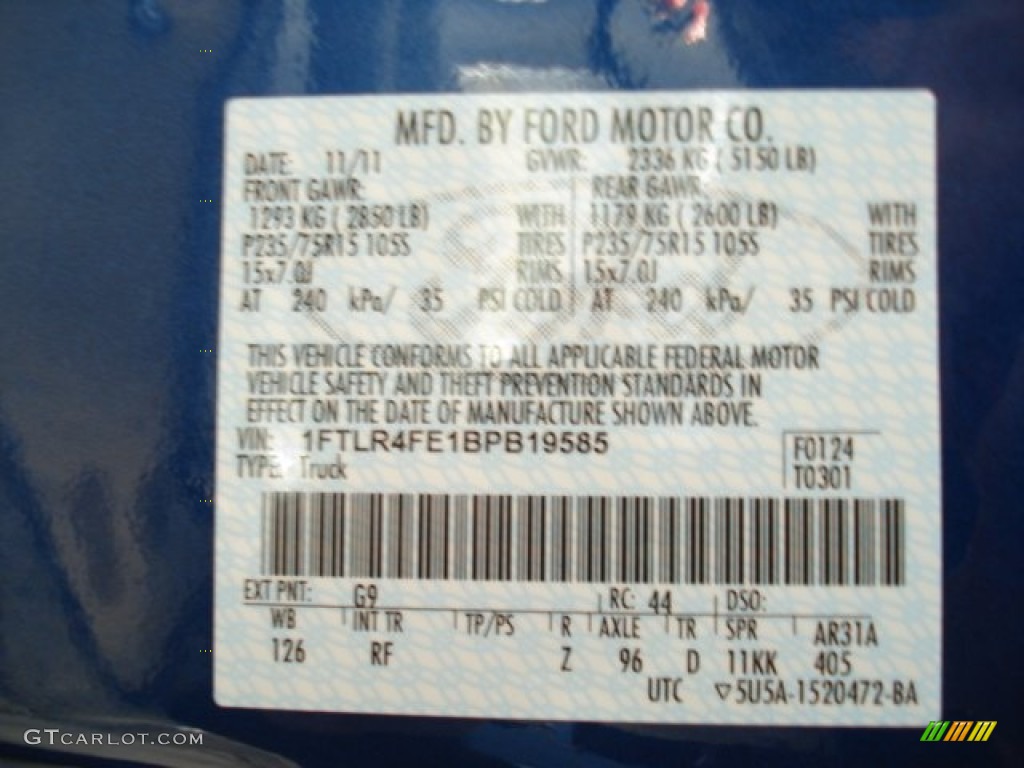 MFD. BY FORD MOTOR CO.
DATE: 11/11 GVWR: 2336 KG ( 5150 LB)
FRONT GAWR: REAR GAWR:
1293 KG ( 2850 LB) WITH 1179 KG ( 2600 LB) WITH
P235/75R15 105S TIRES P235/75R15 105S TIRES
15x7.0J RIMS 15x7.0J RIMS
AT 240 kPa/ 35 PSI COLD AT 240 kPa/ 35 PSI COLD
THIS VEHICLE CONFORMS TO ALL APPLICABLE FEDERAL MOTOR
VEHICLE SAFETY AND THEFT PREVENTION STANDARDS IN
EFFECT ON THE DATE OF MANUFACTURE SHOWN ABOVE.
VIN: 1FTLR4FE1BPB19585 F0124
TYPE: Truck T0301
EXT PNT: G9 RC: 44 DSO:
WB INT TR TP/PS R AXLE TR SPR AR31A
126 RF Z 96 D 11KK 405
UTC ▽5U5A-1520472-BA
GTCARLOT.COM